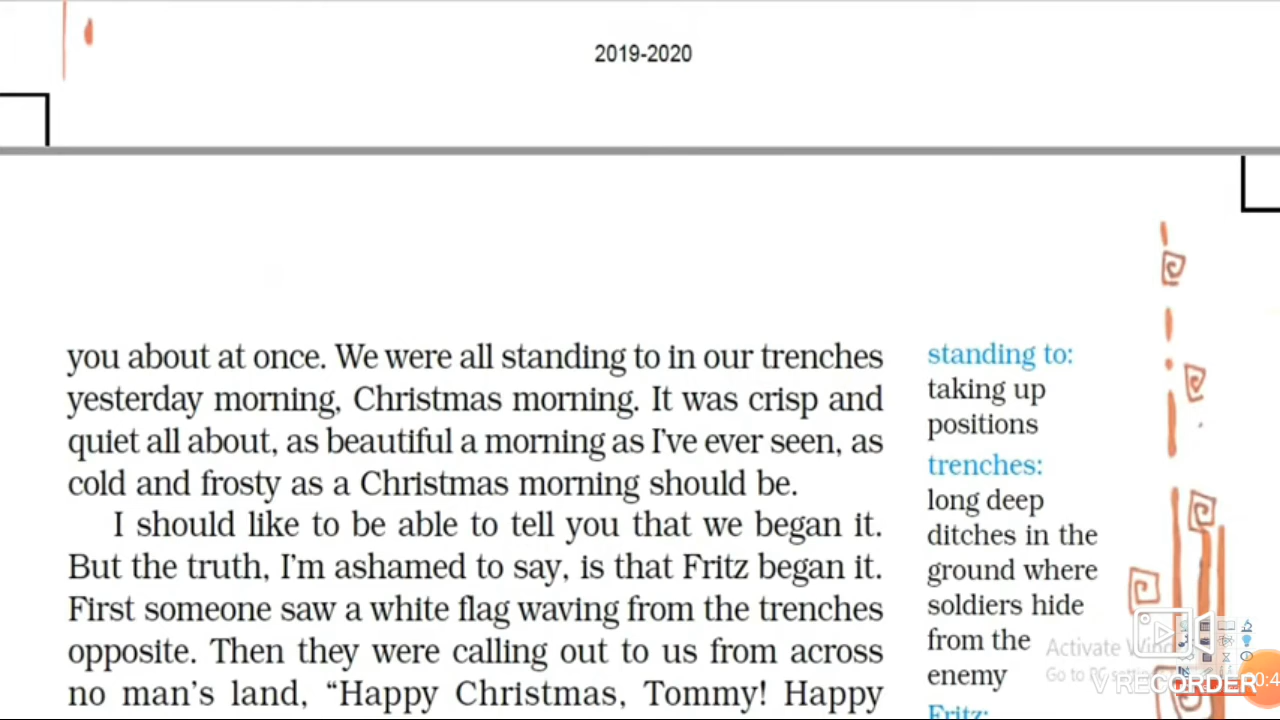 2019-2020
you about at once. We were all standing to in our trenches
yesterday morning, Christmas morning. It was crisp and
quiet all about, as beautiful a morning as I've ever seen, as
cold and frosty as a Christmas morning should be.
I should like to be able to tell you that we began it.
But the truth, I'm ashamed to say, is that Fritz began it.
First someone saw a white flag waving from the trenches
opposite. Then they were calling out to us from across
no man's land, “Happy Christmas, Tommy! Happy
standing to:
taking up
positions
trenches:
long deep
ditches in the
ground where
soldiers hide
from the
enemy
Fritz:
Activate
Go to PC
V RECORDER